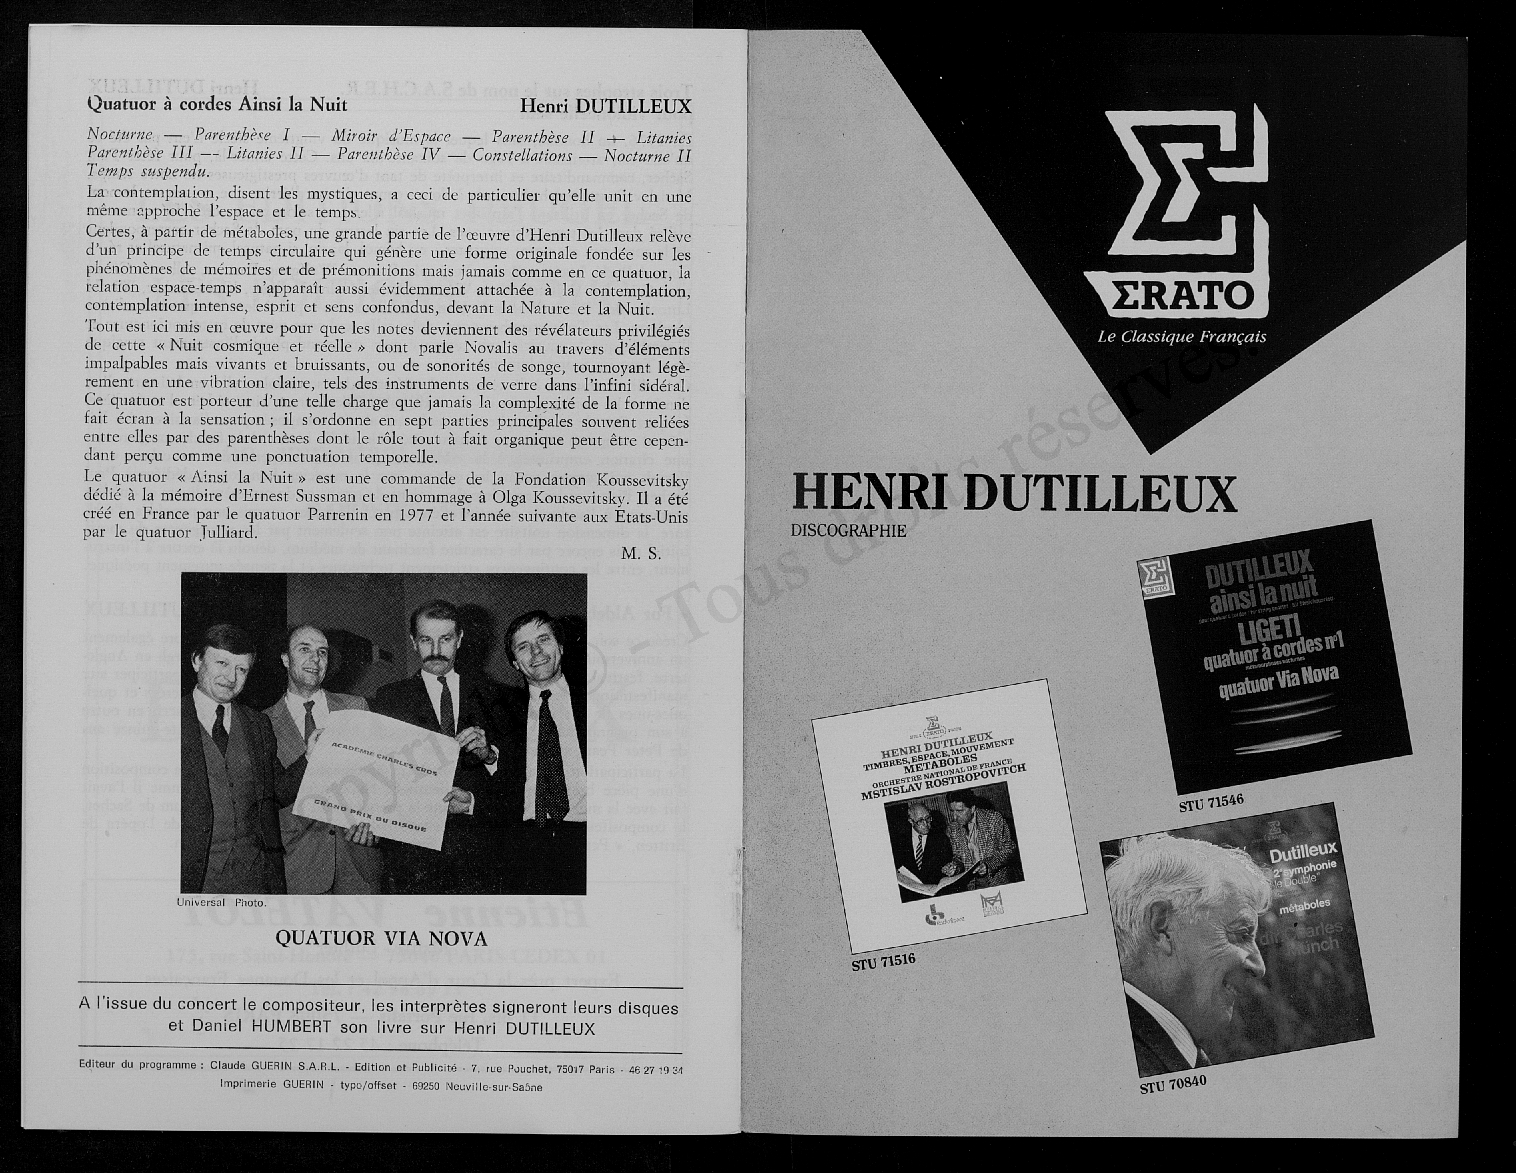 Quatuor à cordes Ainsi la Nuit Henri DUTILLEUX
Nocturne — Parenthèse I — Miroir d'Espace — Parenthèse II — Litanies
Parenthèse III — Litanies II — Parenthèse IV — Constellations — Nocturne II
Temps suspendu.
La contemplation, disent les mystiques, a ceci de particulier qu'elle unit en une
même approche l'espace et le temps.
Certes, à partir de métaboles, une grande partie de l'œuvre d'Henri Dutilleux relève
d'un principe de temps circulaire qui génère une forme originale fondée sur les
phénomènes de mémoires et de prémonitions mais jamais comme en ce quatuor, la
relation espace-temps n'apparaît aussi évidemment attachée à la contemplation,
contemplation intense, esprit et sens confondus, devant la Nature et la Nuit.
Tout est ici mis en œuvre pour que les notes deviennent des révélateurs privilégiés
de cette « Nuit cosmique et réelle » dont parle Novalis au travers d'éléments
impalpables mais vivants et bruissants, ou de sonorités de songe, tournoyant légè-
rement en une vibration claire, tels des instruments de verre dans l'infini sidéral.
Ce quatuor est porteur d'une telle charge que jamais la complexité de la forme ne
fait écran à la sensation ; il s'ordonne en sept parties principales souvent reliées
entre elles par des parenthèses dont le rôle tout à fait organique peut être cepen-
dant perçu comme une ponctuation temporelle.
Le quatuor « Ainsi la Nuit » est une commande de la Fondation Koussevitsky
dédié à la mémoire d'Ernest Sussman et en hommage à Olga Koussevitsky. Il a été
créé en France par le quatuor Parrenin en 1977 et l'année suivante aux États-Unis
par le quatuor Julliard.
M. S.
ACADÉMIE CHARLES CROS
GRAND PRIX DU DISQUE
Universal Photo.
QUATUOR VIA NOVA
A l'issue du concert le compositeur, les interprètes signeront leurs disques
et Daniel HUMBERT son livre sur Henri DUTILLEUX
Editeur du programme : Claude GUERIN S.A.R.L. - Edition et Publicité - 7, rue Pouchet, 75017 Paris - 46 27 19 34
Imprimerie GUERIN - typo/offset - 69250 Neuville-sur-Saône
Copyright © - Tous droits réservés.
ΣRATO
Le Classique Français
HENRI DUTILLEUX
DISCOGRAPHIE
ERATO
DUTILLEUX
ainsi la nuit
LIGETI
quatuor à cordes n°1
quatuor Via Nova
STU 71546
ERATO
HENRI DUTILLEUX
TIMBRES, ESPACE, MOUVEMENT
METABOLES
ORCHESTRE NATIONAL DE FRANCE
MSTISLAV ROSTROPOVITCH
STU 71516
Dutilleux
2e symphonie
"le Double"
métaboles
dir. Charles
Munch
STU 70840